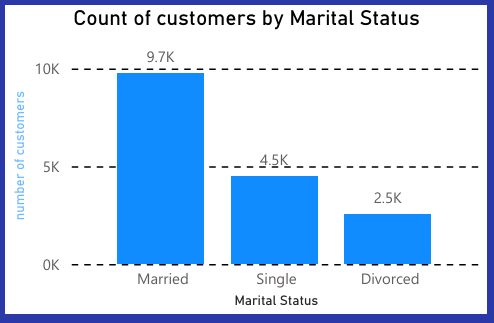 Count of customers by Marital Status
9.7K
10K
4.5K
5K
2.5K
0K
number of customers
Married
Single
Divorced
Marital Status